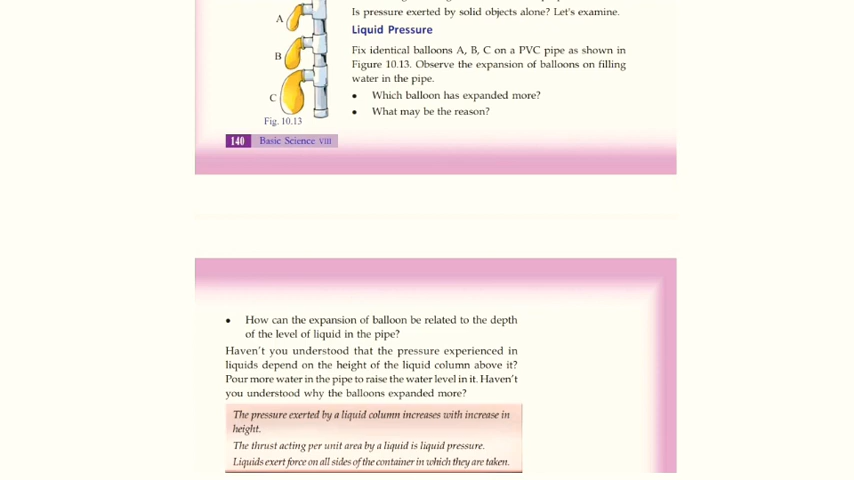 Is pressure exerted by solid objects alone? Let's examine.
Liquid Pressure
Fix identical balloons A, B, C on a PVC pipe as shown in
Figure 10.13. Observe the expansion of balloons on filling
water in the pipe.
• Which balloon has expanded more?
• What may be the reason?
A
B
C
Fig. 10.13
140 Basic Science VIII
• How can the expansion of balloon be related to the depth
of the level of liquid in the pipe?
Haven't you understood that the pressure experienced in
liquids depend on the height of the liquid column above it?
Pour more water in the pipe to raise the water level in it. Haven't
you understood why the balloons expanded more?
The pressure exerted by a liquid column increases with increase in
height.
The thrust acting per unit area by a liquid is liquid pressure.
Liquids exert force on all sides of the container in which they are taken.